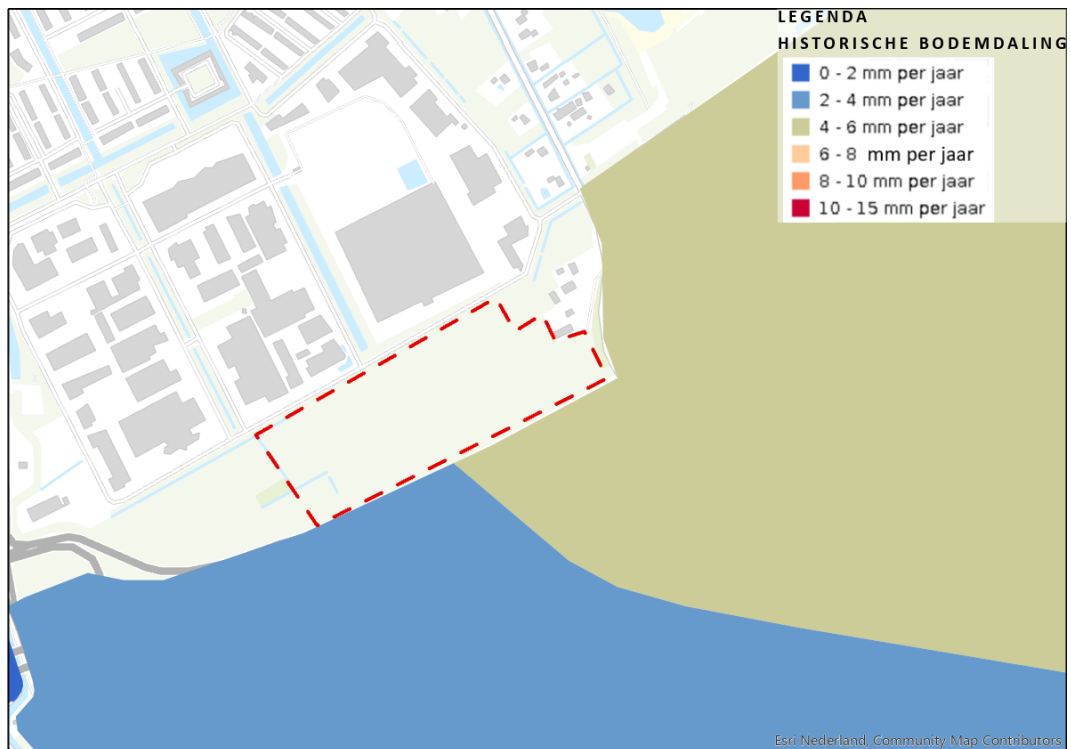 LEGENDA
HISTORISCHE BODEMDALING
0 - 2 mm per jaar
2 - 4 mm per jaar
4 - 6 mm per jaar
6 - 8 mm per jaar
8 - 10 mm per jaar
10 - 15 mm per jaar
Esri Nederland, Community Map Contributors